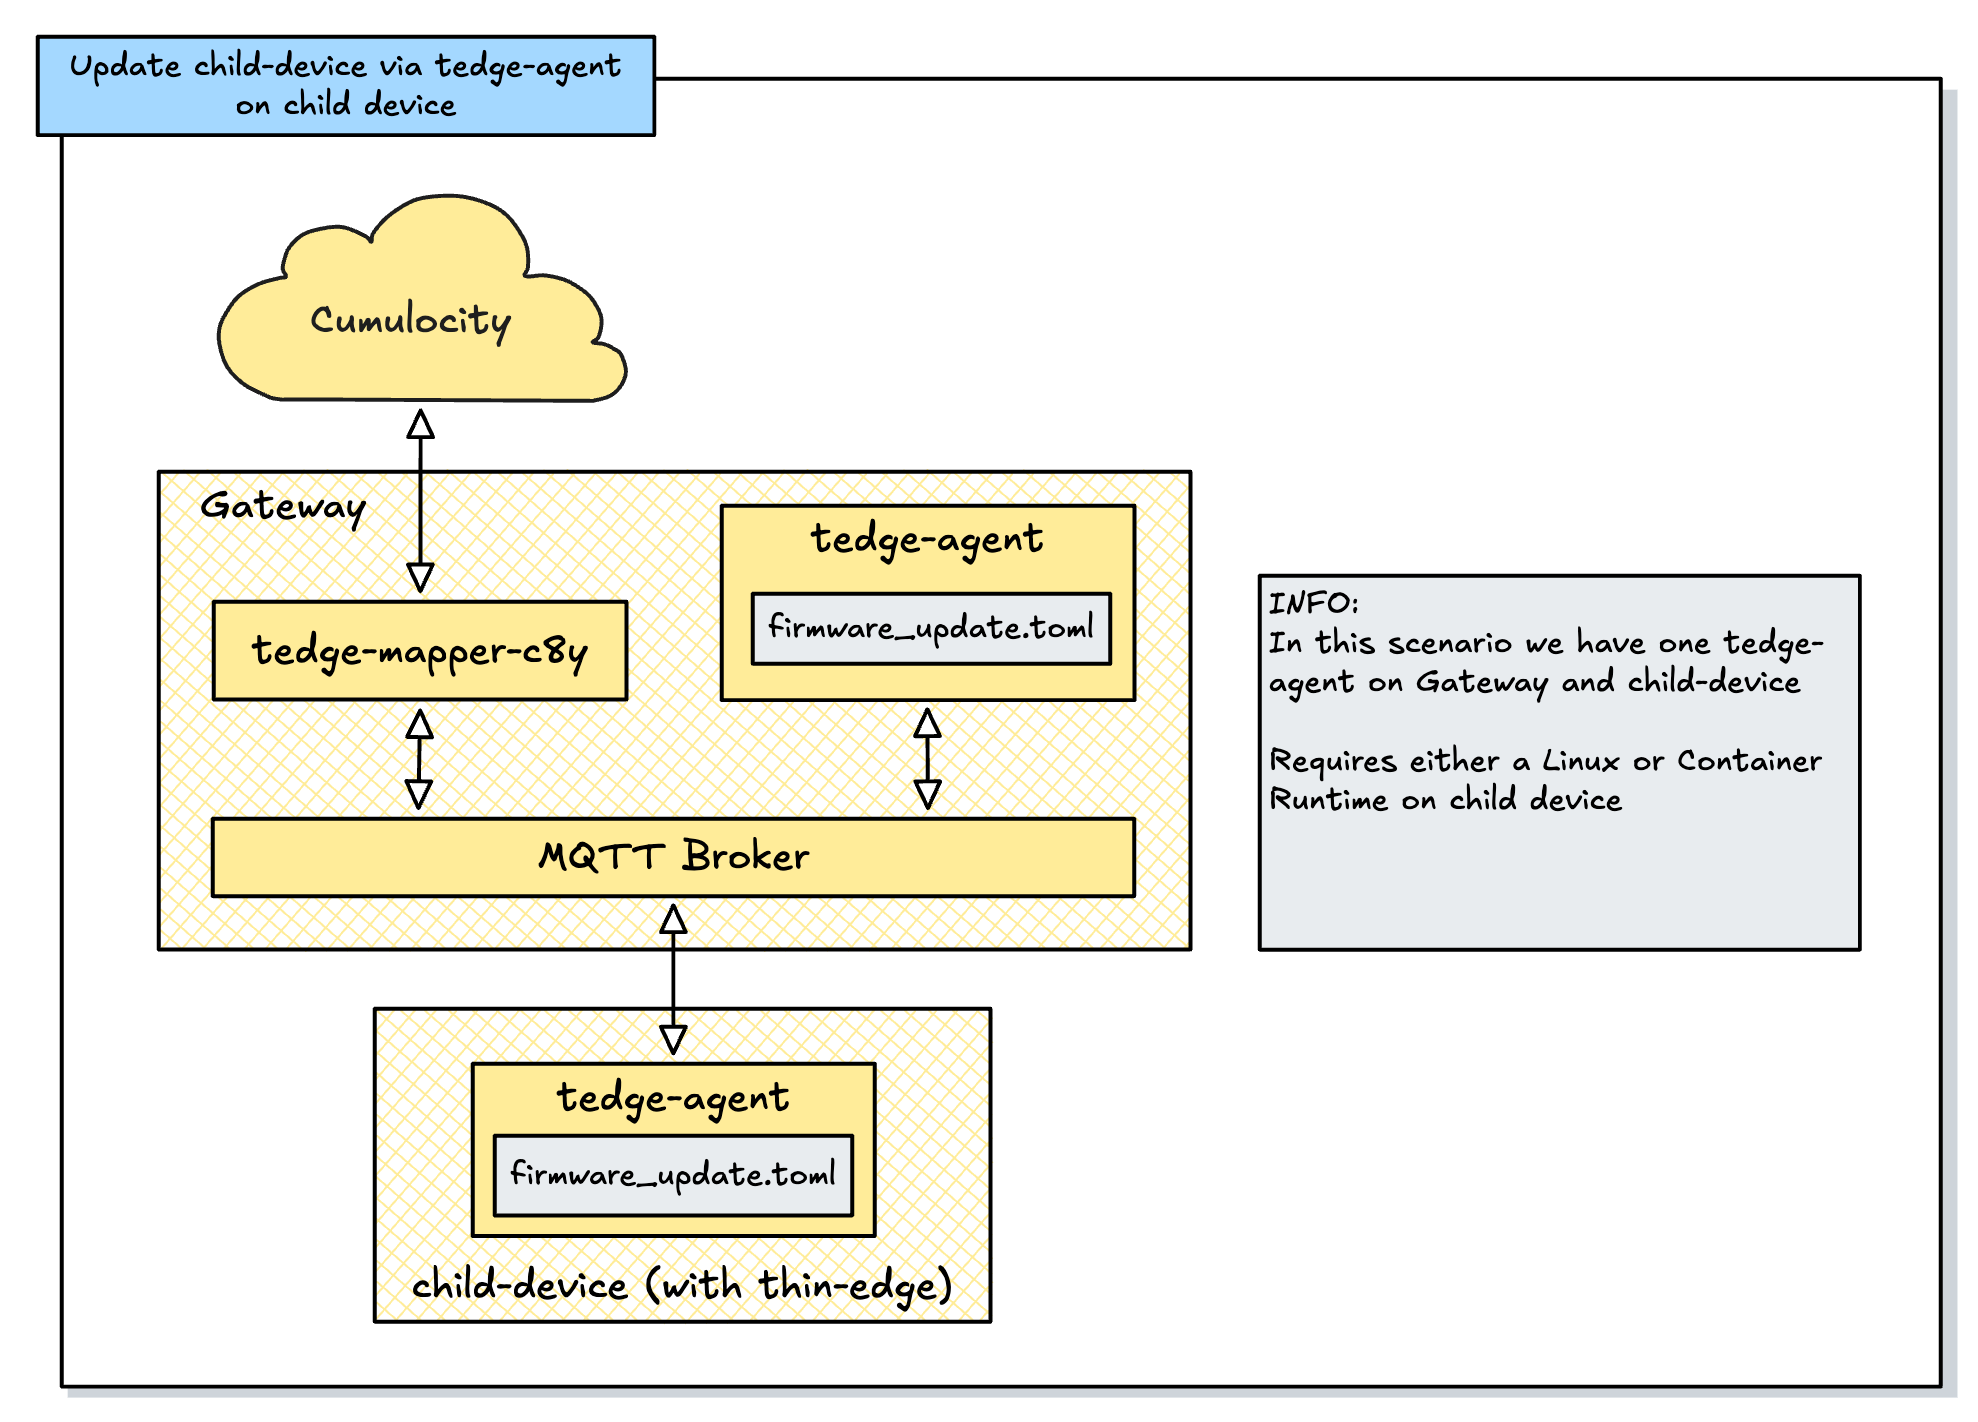 Update child-device via tedge-agent
on child device
Cumulocity
Gateway
tedge-agent
firmware_update.toml
tedge-mapper-c8y
MQTT Broker
INFO:
In this scenario we have one tedge-
agent on Gateway and child-device
Requires either a Linux or Container
Runtime on child device
tedge-agent
firmware_update.toml
child-device (with thin-edge)